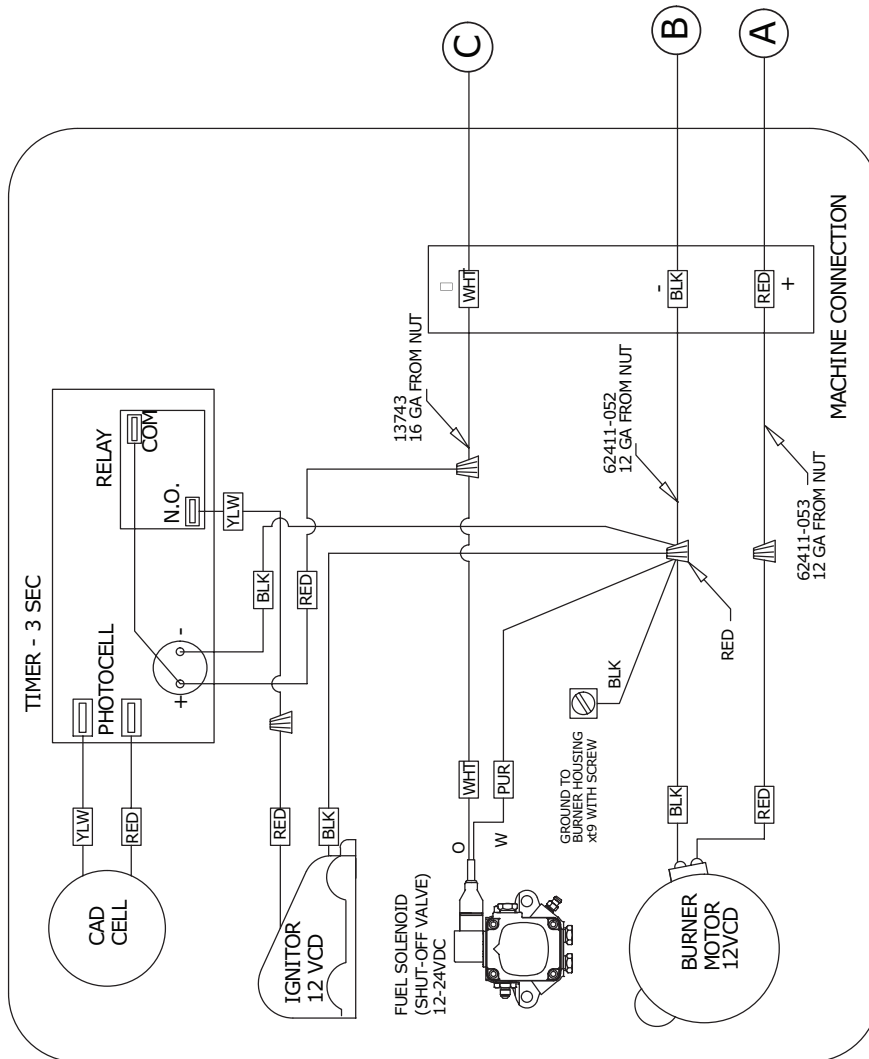 TIMER - 3 SEC
RELAY
COM
N.O.
PHOTOCELL
+
-
YLW
RED
CAD
CELL
YLW
BLK
RED
RED
BLK
IGNITOR
12 VCD
13743
16 GA FROM NUT
WHT
C
FUEL SOLENOID
(SHUT-OFF VALVE)
12-24VDC
O
W
WHT
PUR
GROUND TO
BURNER HOUSING
xt9 WITH SCREW
BLK
62411-052
12 GA FROM NUT
RED
-
BLK
B
BLK
RED
BURNER
MOTOR
12VCD
62411-053
12 GA FROM NUT
RED
+
A
MACHINE CONNECTION